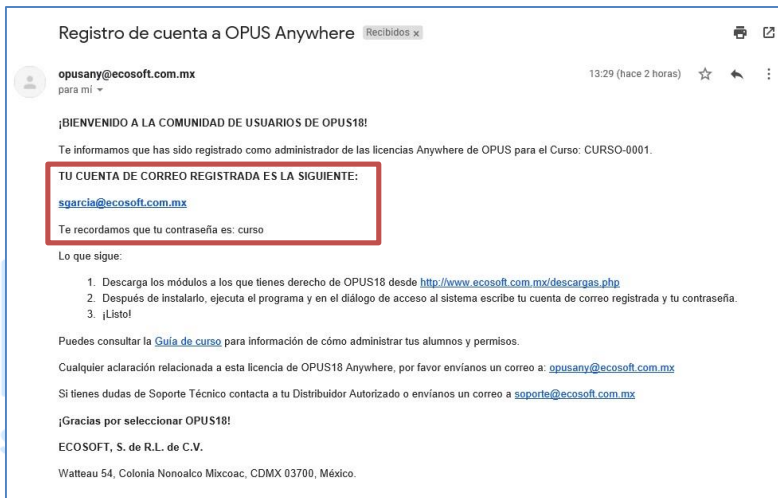 Registro de cuenta a OPUS Anywhere Recibidos x
opusany@ecosoft.com.mx 13:29 (hace 2 horas)
para mí
¡BIENVENIDO A LA COMUNIDAD DE USUARIOS DE OPUS18!
Te informamos que has sido registrado como administrador de las licencias Anywhere de OPUS para el Curso: CURSO-0001.
TU CUENTA DE CORREO REGISTRADA ES LA SIGUIENTE:
sgarcia@ecosoft.com.mx
Te recordamos que tu contraseña es: curso
Lo que sigue:
1. Descarga los módulos a los que tienes derecho de OPUS18 desde http://www.ecosoft.com.mx/descargas.php
2. Después de instalarlo, ejecuta el programa y en el diálogo de acceso al sistema escribe tu cuenta de correo registrada y tu contraseña.
3. ¡Listo!
Puedes consultar la Guía de curso para información de cómo administrar tus alumnos y permisos.
Cualquier aclaración relacionada a esta licencia de OPUS18 Anywhere, por favor envíanos un correo a: opusany@ecosoft.com.mx
Si tienes dudas de Soporte Técnico contacta a tu Distribuidor Autorizado o envíanos un correo a soporte@ecosoft.com.mx
¡Gracias por seleccionar OPUS18!
ECOSOFT, S. de R.L. de C.V.
Watteau 54, Colonia Nonoalco Mixcoac, CDMX 03700, México.